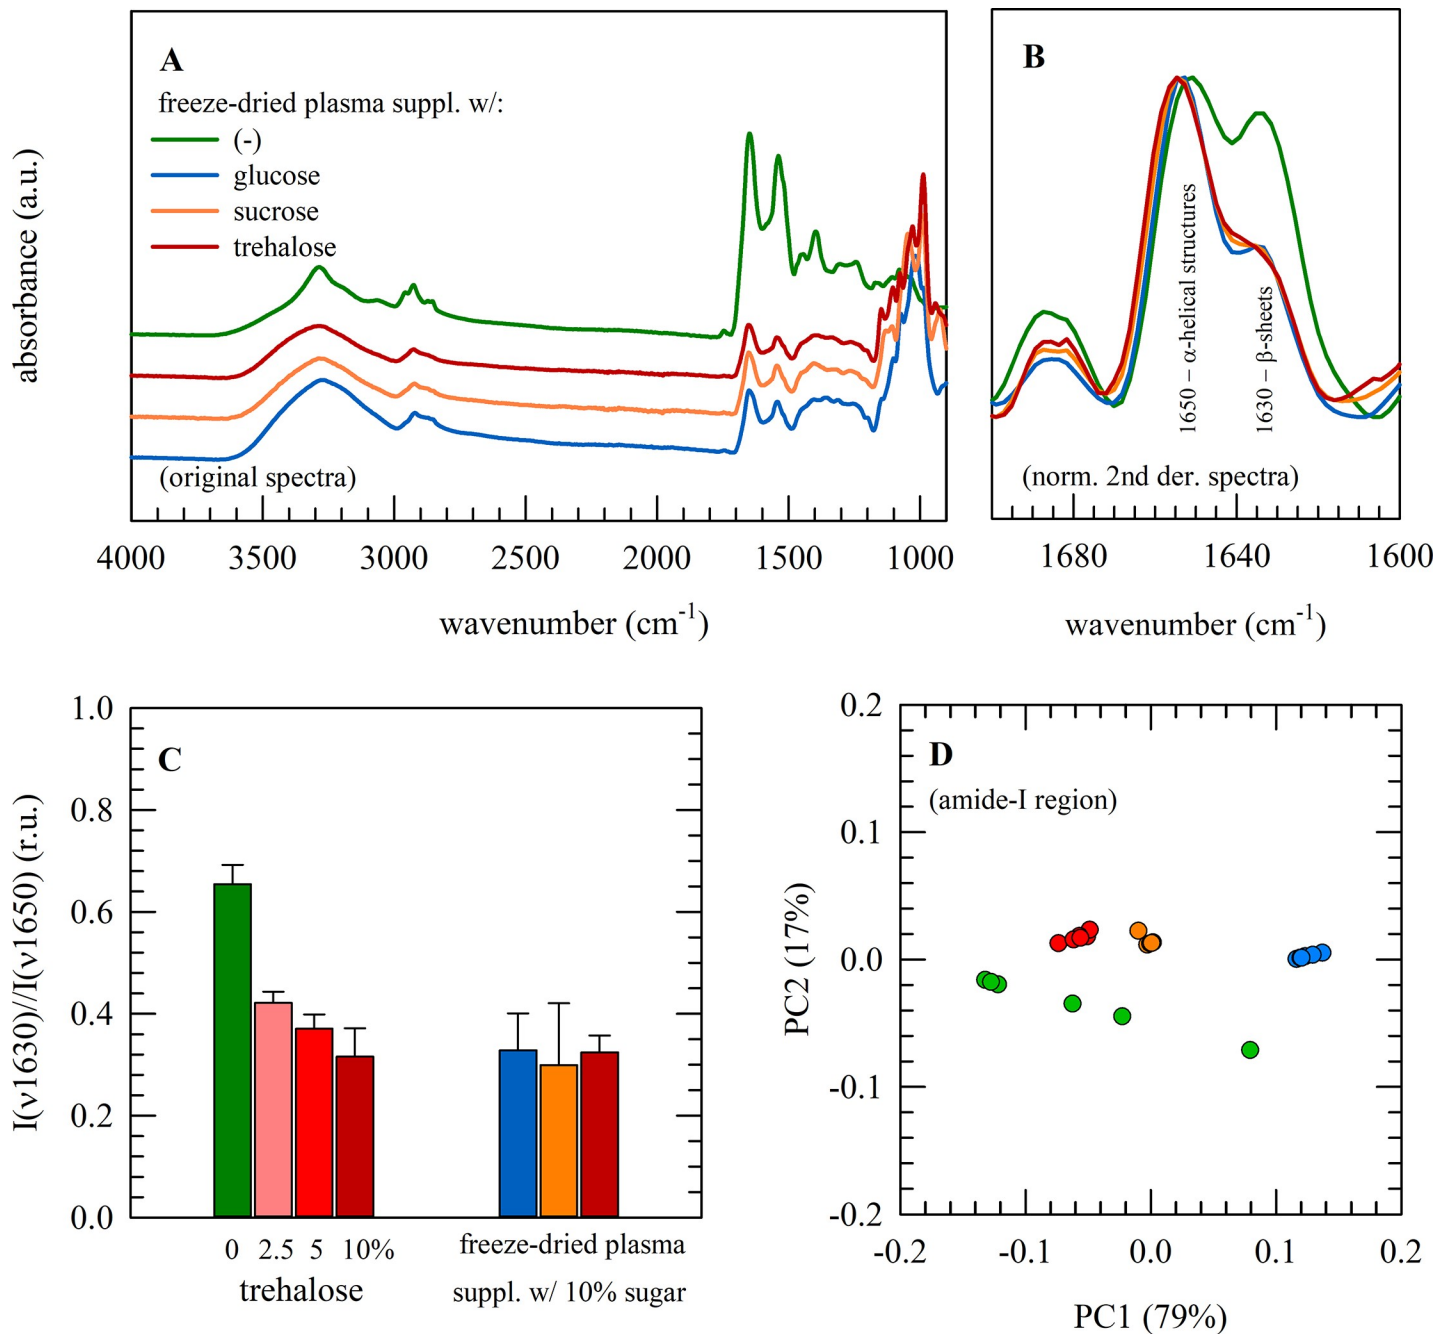 A
freeze-dried plasma suppl. w/:
(-)
glucose
sucrose
trehalose
absorbance (a.u.)
(original spectra)
4000 3500 3000 2500 2000 1500 1000
wavenumber (cm-1)
B
1650 – α-helical structures
1630 – β-sheets
(norm. 2nd der. spectra)
1680 1640 1600
wavenumber (cm-1)
C
I(ν1630)//I(ν1650) (r.u.)
1.0
0.8
0.6
0.4
0.2
0.0
0 2.5 5 10%
trehalose
freeze-dried plasma
suppl. w/ 10% sugar
D
(amide-I region)
PC2 (17%)
0.2
0.1
0.0
-0.1
-0.2
-0.2 -0.1 0.0 0.1 0.2
PC1 (79%)